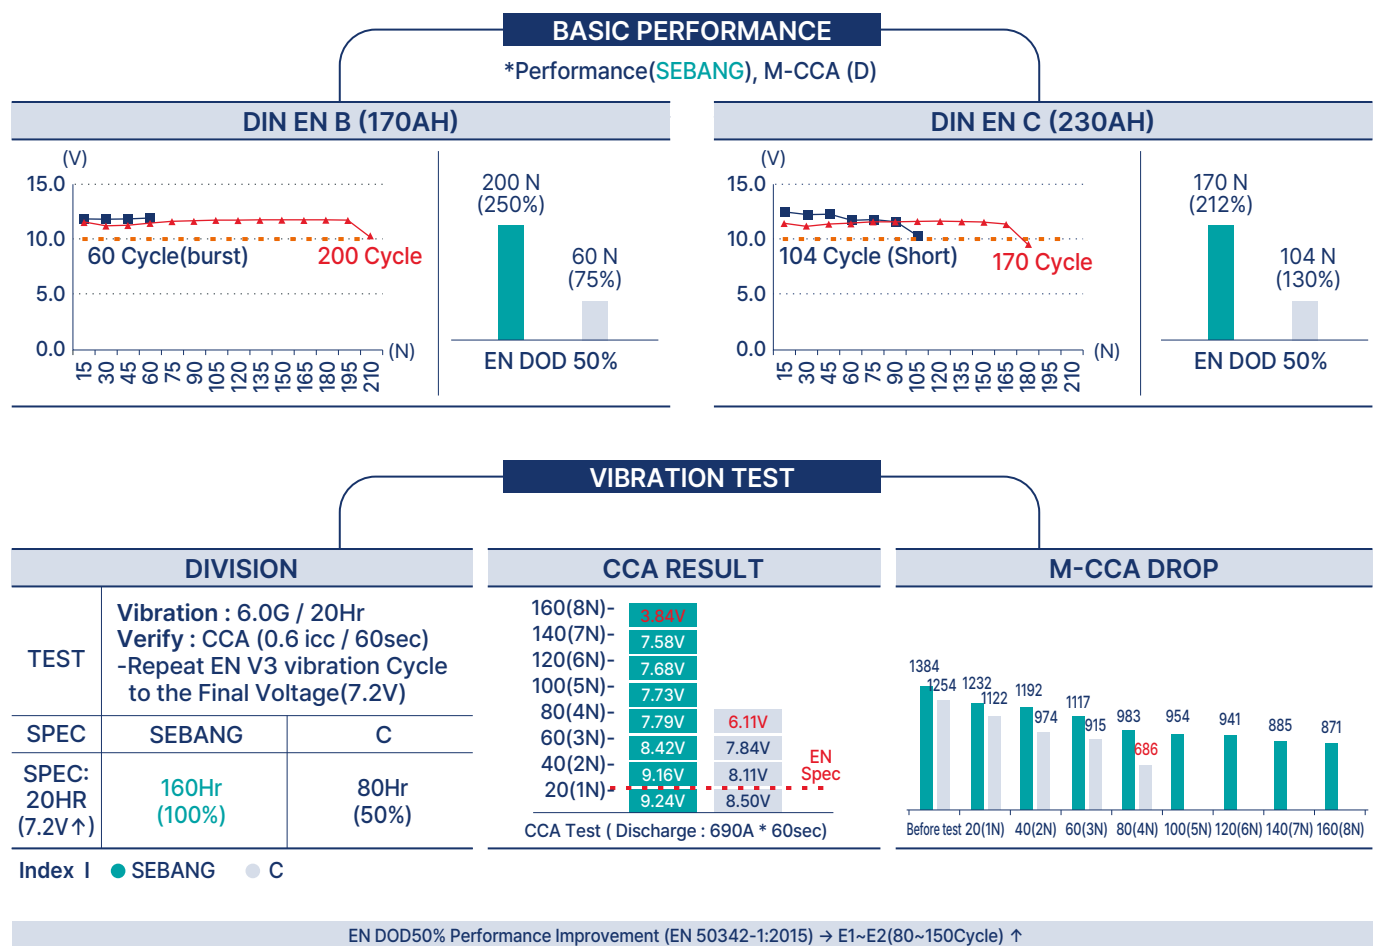 BASIC PERFORMANCE
*Performance(SEBANG), M-CCA (D)
DIN EN B (170AH)
(V)
15.0
10.0
5.0
0.0
60 Cycle(burst)
200 Cycle
15 30 45 60 75 90 105 120 135 150 165 180 195 210
(N)
200 N
(250%)
60 N
(75%)
EN DOD 50%
DIN EN C (230AH)
(V)
15.0
10.0
5.0
0.0
104 Cycle (Short)
170 Cycle
15 30 45 60 75 90 105 120 135 150 165 180 195 210
(N)
170 N
(212%)
104 N
(130%)
EN DOD 50%
VIBRATION TEST
DIVISION
TEST
Vibration : 6.0G / 20Hr
Verify : CCA (0.6 icc / 60sec)
-Repeat EN V3 vibration Cycle
to the Final Voltage(7.2V)
SPEC
SEBANG
C
SPEC:
20HR
(7.2V↑)
160Hr
(100%)
80Hr
(50%)
CCA RESULT
160(8N)- 3.84V
140(7N)- 7.58V
120(6N)- 7.68V
100(5N)- 7.73V
80(4N)- 7.79V 6.11V
60(3N)- 8.42V 7.84V
40(2N)- 9.16V 8.11V
20(1N)- 9.24V 8.50V
EN
Spec
CCA Test ( Discharge : 690A * 60sec)
M-CCA DROP
1384 1254 1232 1122 1192 974 1117 915 983 686 954 941 885 871
Before test 20(1N) 40(2N) 60(3N) 80(4N) 100(5N) 120(6N) 140(7N) 160(8N)
Index I SEBANG C
EN DOD50% Performance Improvement (EN 50342-1:2015) → E1~E2(80~150Cycle) ↑